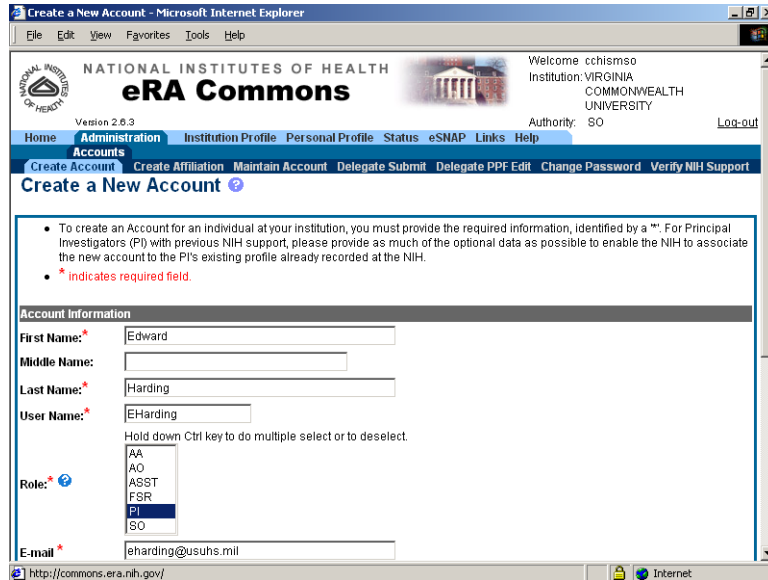 Create a New Account - Microsoft Internet Explorer
File Edit View Favorites Tools Help
NATIONAL INSTITUTES OF HEALTH
NATIONAL INSTITUTES OF HEALTH
eRA Commons
Version 2.6.3
Welcome cchismso
Institution: VIRGINIA
COMMONWEALTH
UNIVERSITY
Authority: SO Log-out
Home Administration Institution Profile Personal Profile Status eSNAP Links Help
Accounts
Create Account Create Affiliation Maintain Account Delegate Submit Delegate PPF Edit Change Password Verify NIH Support
Create a New Account ?
• To create an Account for an individual at your institution, you must provide the required information, identified by a '*'. For Principal
Investigators (PI) with previous NIH support, please provide as much of the optional data as possible to enable the NIH to associate
the new account to the PI's existing profile already recorded at the NIH.
• * indicates required field.
Account Information
First Name:* Edward
Middle Name:
Last Name:* Harding
User Name:* EHarding
Hold down Ctrl key to do multiple select or to deselect.
Role:* ?
AA
AO
ASST
FSR
PI
SO
E-mail * eharding@usuhs.mil
http://commons.era.nih.gov/ Internet